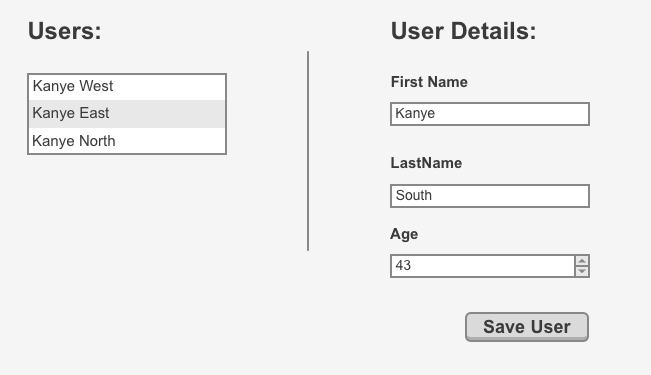 Users:
Kanye West
Kanye East
Kanye North
User Details:
First Name
Kanye
LastName
South
Age
43
Save User